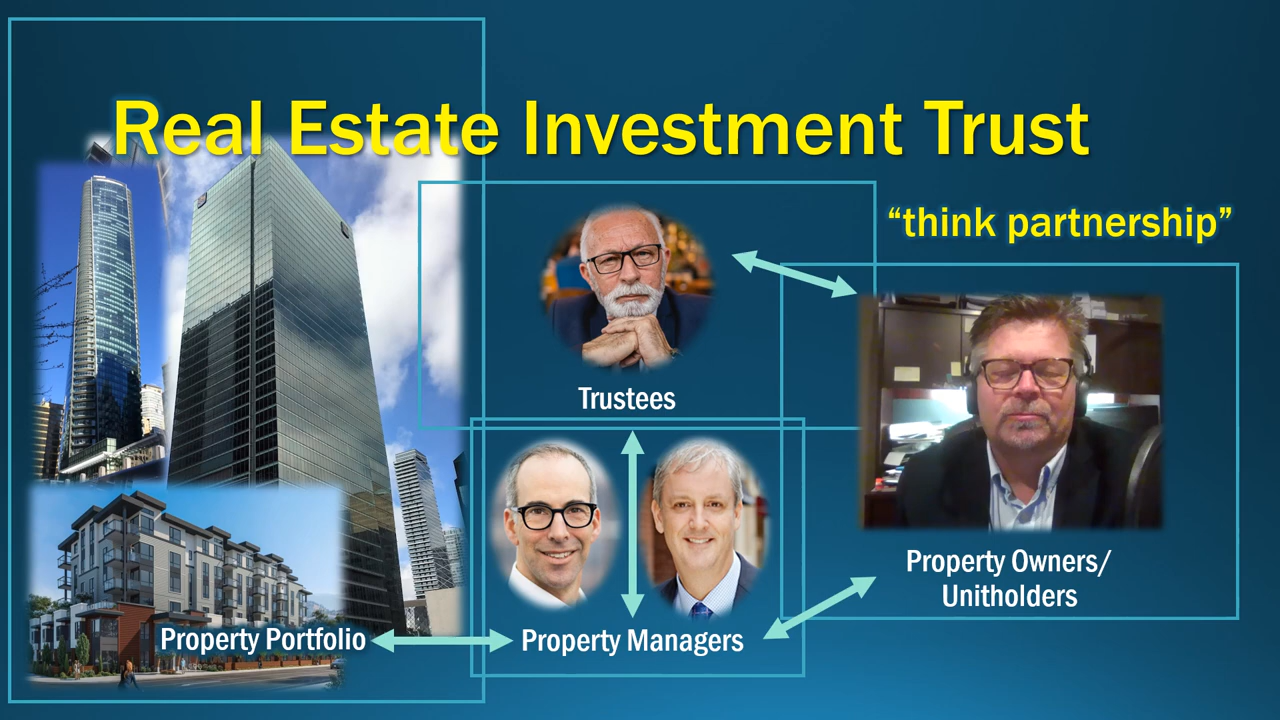 Real Estate Investment Trust
“think partnership”
Trustees
Property Owners/
Unitholders
Property Portfolio
Property Managers